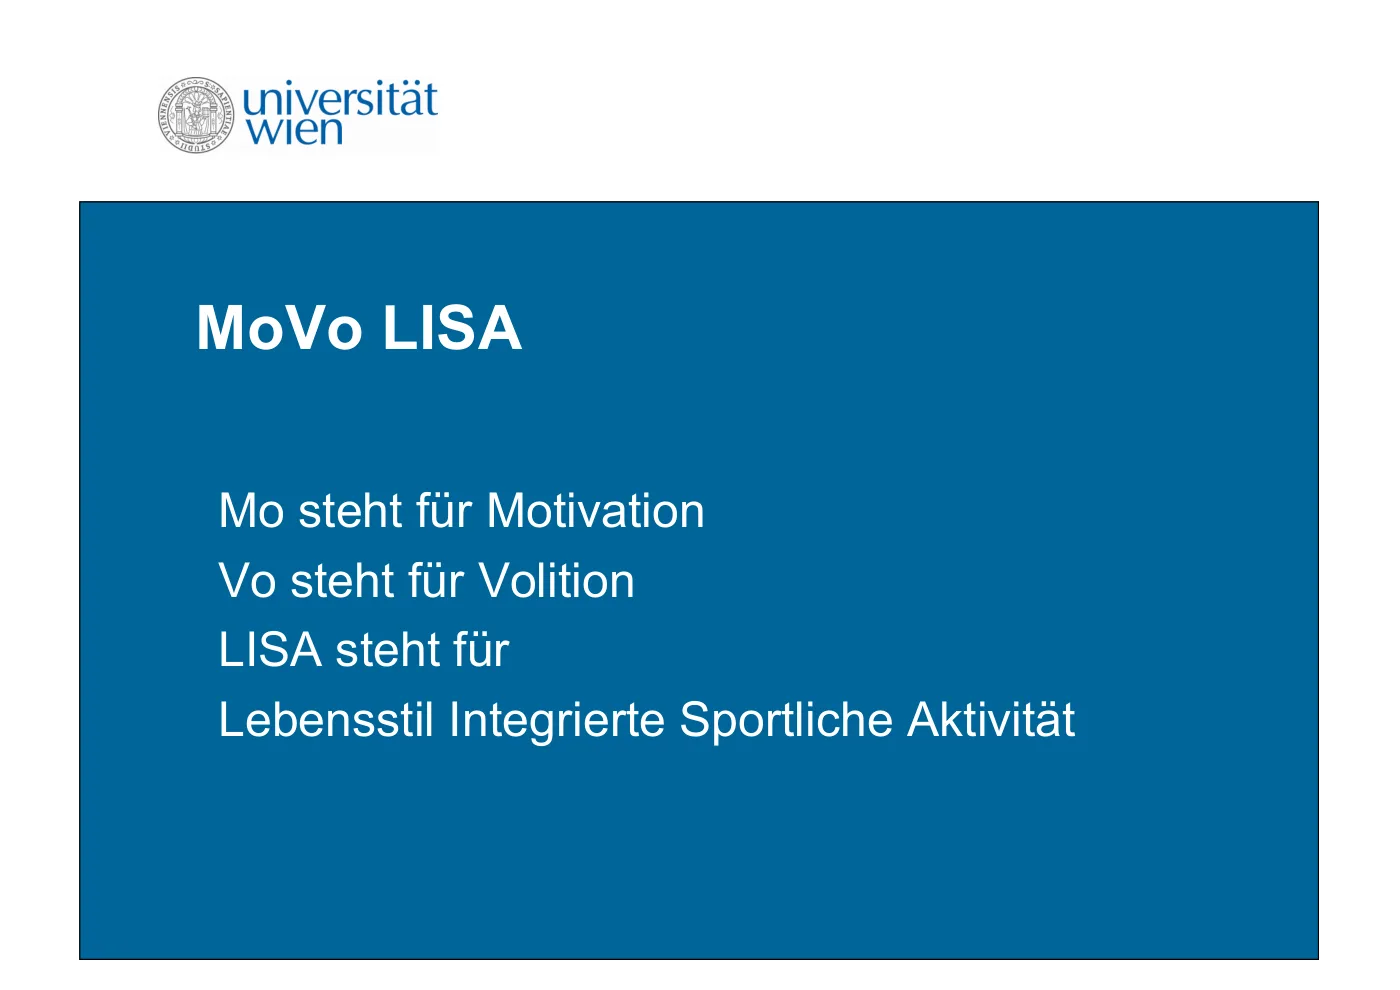 universität
wien
MoVo LISA
Mo steht für Motivation
Vo steht für Volition
LISA steht für
Lebensstil Integrierte Sportliche Aktivität